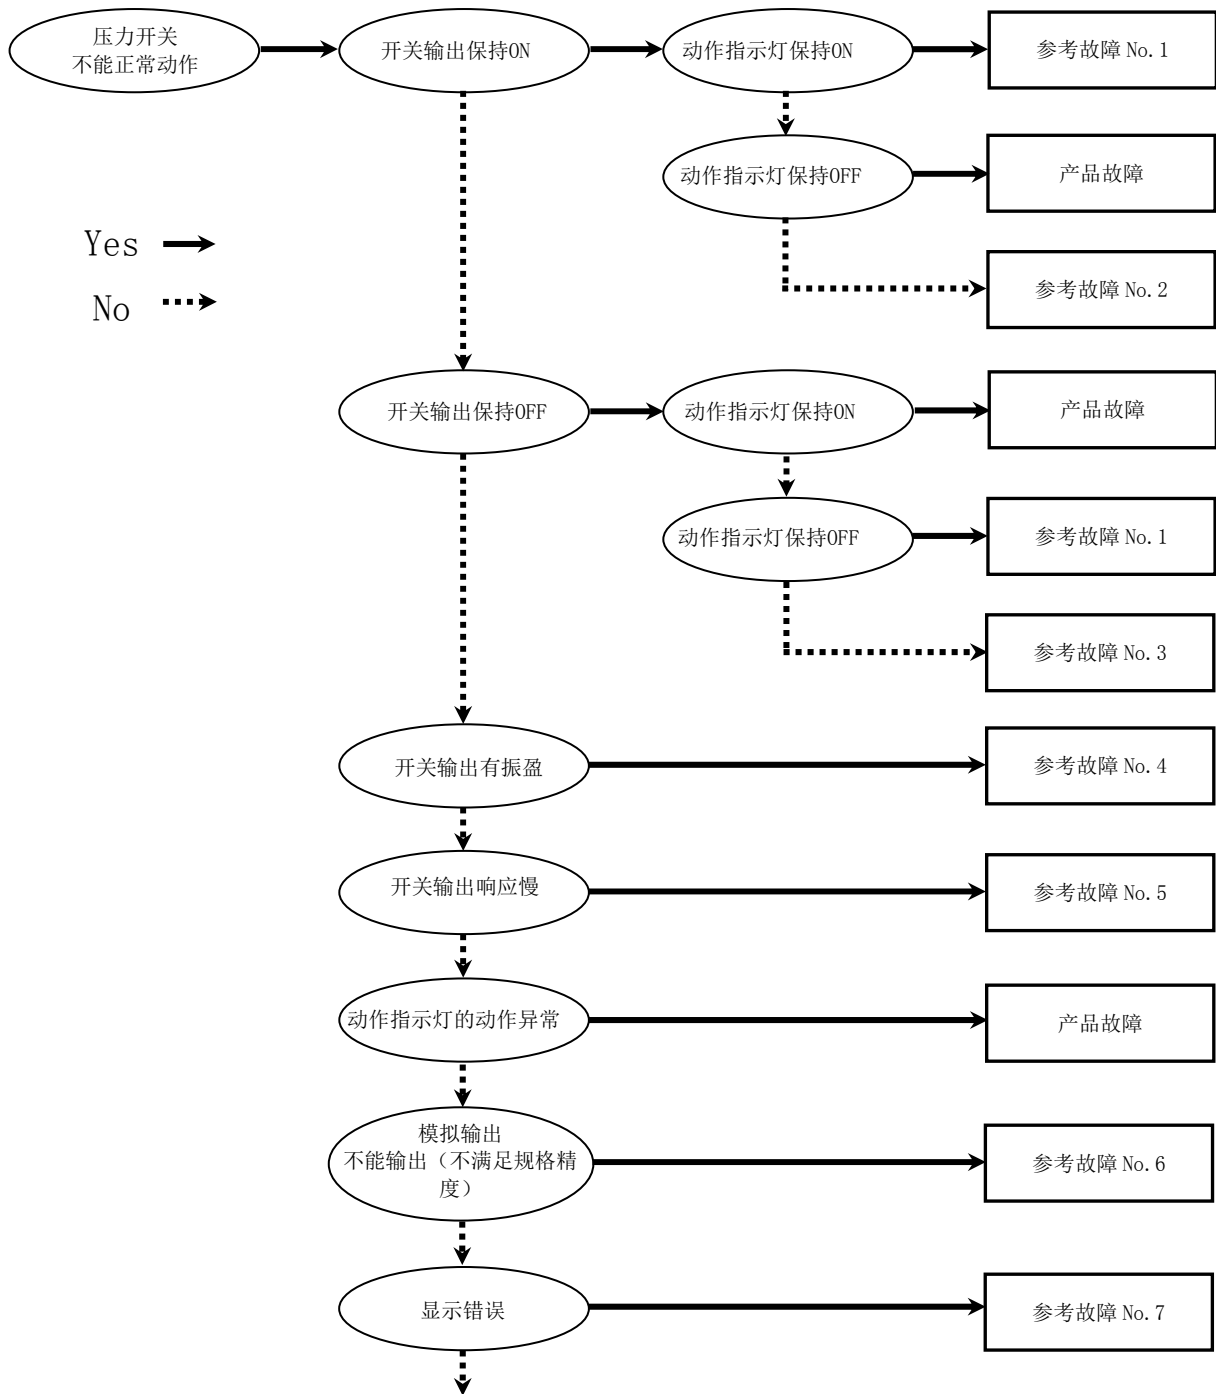 压力开关
不能正常动作
开关输出保持ON
动作指示灯保持ON
参考故障 No.1
动作指示灯保持OFF
产品故障
Yes
参考故障 No.2
No
开关输出保持OFF
动作指示灯保持ON
产品故障
动作指示灯保持OFF
参考故障 No.1
参考故障 No.3
开关输出有振盈
参考故障 No.4
开关输出响应慢
参考故障 No.5
动作指示灯的动作异常
产品故障
模拟输出
不能输出（不满足规格精
度）
参考故障 No.6
显示错误
参考故障 No.7